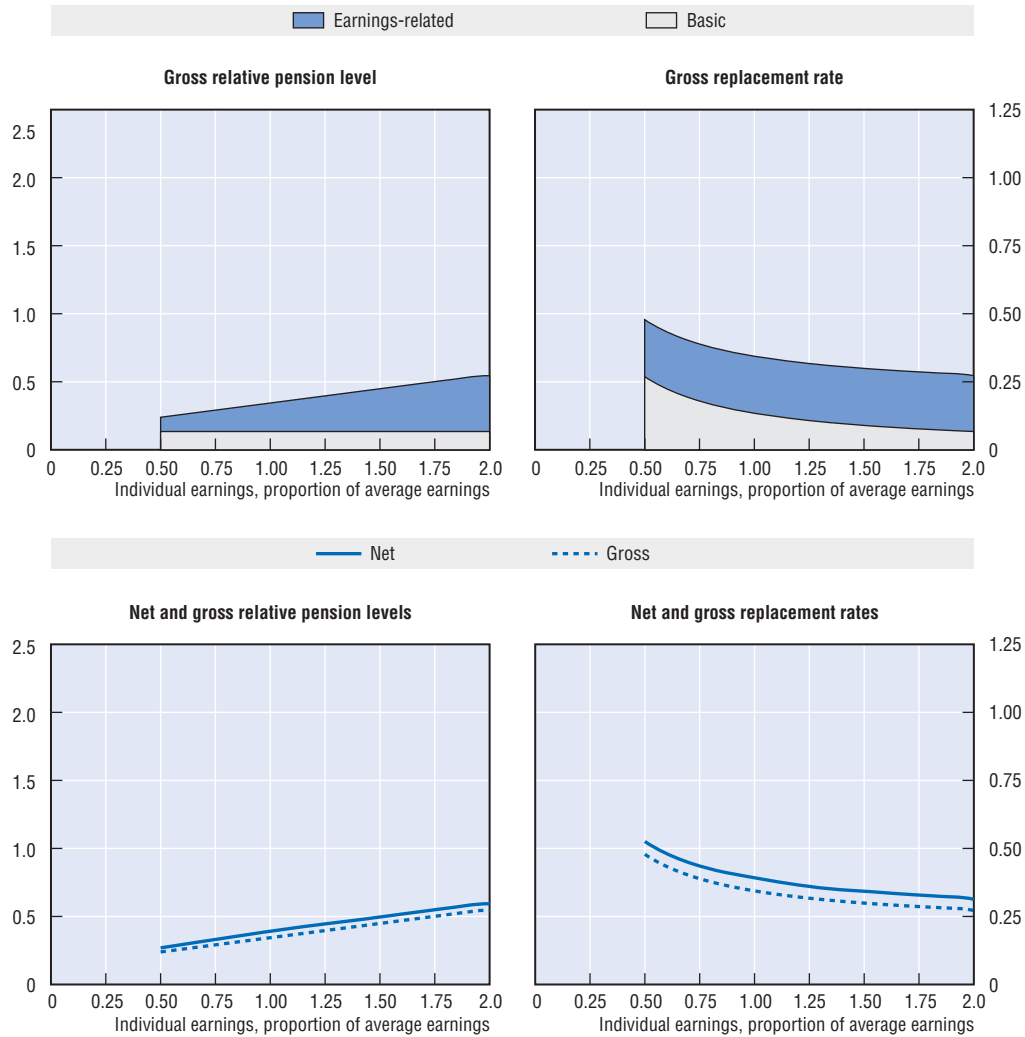 Earnings-related Basic
Gross relative pension level
2.5
2.0
1.5
1.0
0.5
0
0 0.25 0.50 0.75 1.00 1.25 1.50 1.75 2.0
Individual earnings, proportion of average earnings
Gross replacement rate
1.25
1.00
0.75
0.50
0.25
0
0 0.25 0.50 0.75 1.00 1.25 1.50 1.75 2.0
Individual earnings, proportion of average earnings
Net Gross
Net and gross relative pension levels
2.5
2.0
1.5
1.0
0.5
0
0 0.25 0.50 0.75 1.00 1.25 1.50 1.75 2.0
Individual earnings, proportion of average earnings
Net and gross replacement rates
1.25
1.00
0.75
0.50
0.25
0
0 0.25 0.50 0.75 1.00 1.25 1.50 1.75 2.0
Individual earnings, proportion of average earnings